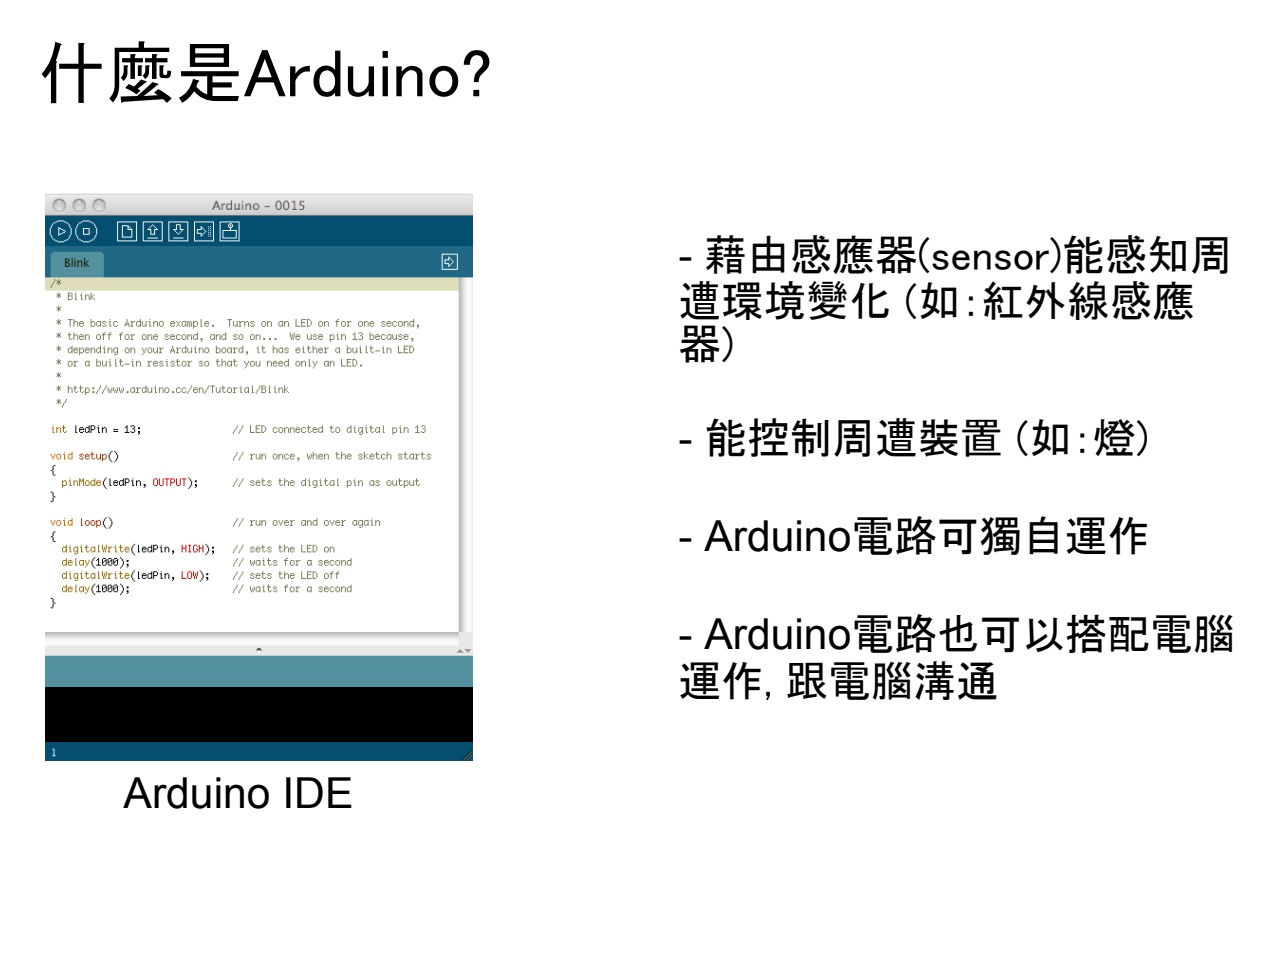 什麼是Arduino?
Arduino – 0015
Blink
/*
* Blink
*
* The basic Arduino example.  Turns on an LED on for one second,
* then off for one second, and so on...  We use pin 13 because,
* depending on your Arduino board, it has either a built-in LED
* or a built-in resistor so that you need only an LED.
*
* http://www.arduino.cc/en/Tutorial/Blink
*/
int ledPin = 13;                // LED connected to digital pin 13
void setup()                    // run once, when the sketch starts
{
  pinMode(ledPin, OUTPUT);      // sets the digital pin as output
}
void loop()                     // run over and over again
{
  digitalWrite(ledPin, HIGH);   // sets the LED on
  delay(1000);                  // waits for a second
  digitalWrite(ledPin, LOW);    // sets the LED off
  delay(1000);                  // waits for a second
}
1
Arduino IDE
- 藉由感應器(sensor)能感知周
遭環境變化 (如:紅外線感應
器)
- 能控制周遭裝置 (如:燈)
- Arduino電路可獨自運作
- Arduino電路也可以搭配電腦
運作, 跟電腦溝通